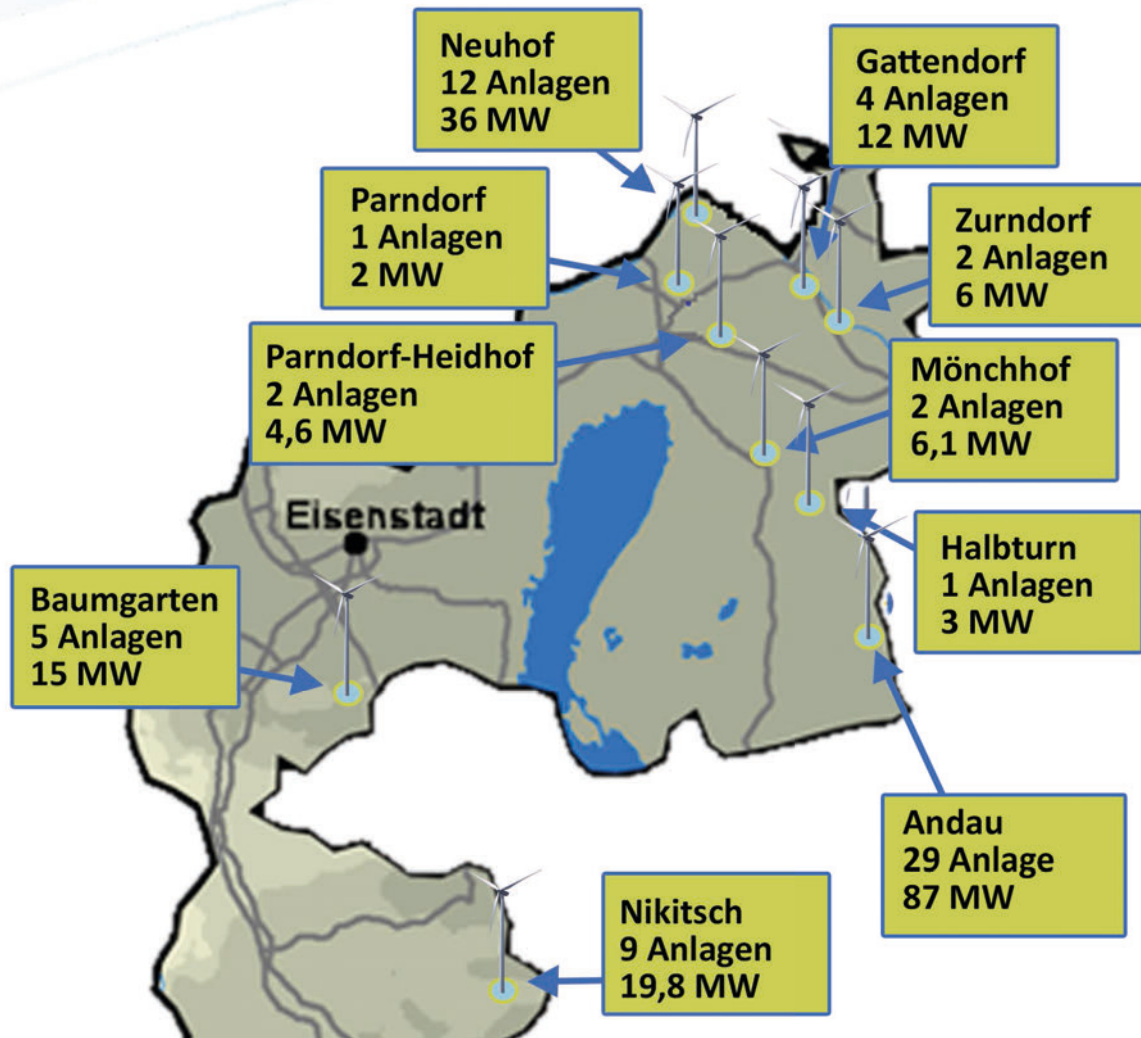 Neuhof
12 Anlagen
36 MW
Gattendorf
4 Anlagen
12 MW
Parndorf
1 Anlagen
2 MW
Zurndorf
2 Anlagen
6 MW
Parndorf-Heidhof
2 Anlagen
4,6 MW
Mönchhof
2 Anlagen
6,1 MW
Eisenstadt
Halbturn
1 Anlagen
3 MW
Baumgarten
5 Anlagen
15 MW
Andau
29 Anlage
87 MW
Nikitsch
9 Anlagen
19,8 MW